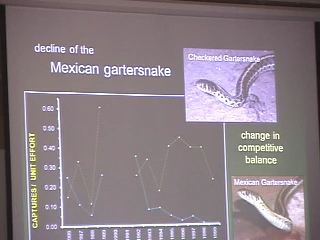 decline of the
Mexican gartersnake
Checkered Gartersnake
change in
competitive
balance
Mexican Gartersnake
CAPTURES / UNIT EFFORT
0.60
0.50
0.40
0.30
0.20
0.10
0.00